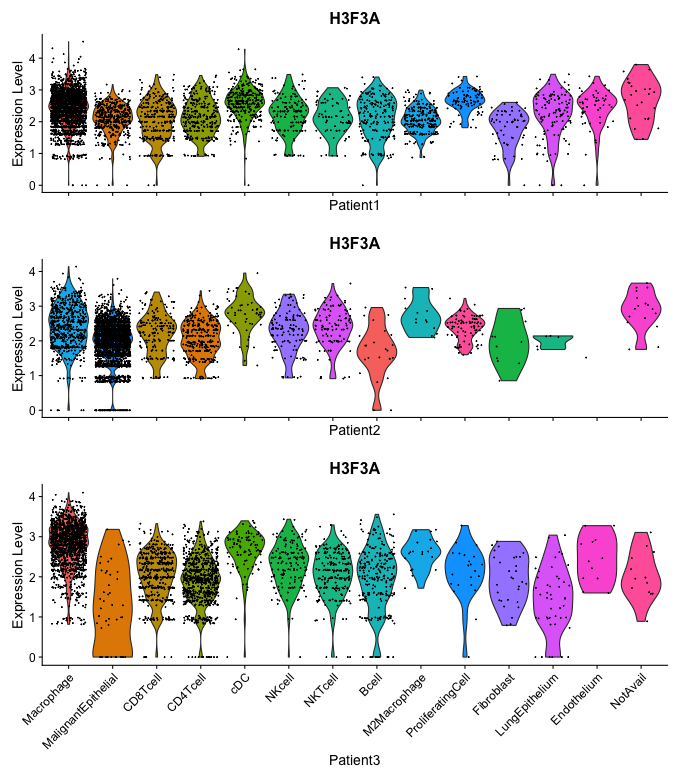 H3F3A
Expression Level
4
3
2
1
0
Patient1
H3F3A
Expression Level
4
3
2
1
0
Patient2
H3F3A
Expression Level
4
3
2
1
0
Macrophage
MalignantEpithelial
CD8Tcell
CD4Tcell
cDC
NKcell
NKTcell
Bcell
M2Macrophage
ProliferatingCell
Fibroblast
LungEpithelium
Endothelium
NotAvail
Patient3